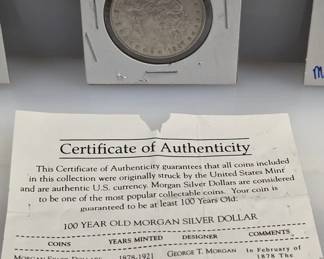 Certificate of Authenticity
This Certificate of Authenticity guarantees that all coins included
in this collection were originally struck by the United States Mint
and are authentic U.S. currency. Morgan Silver Dollars are considered
to be one of the most popular collectable coins. Your coin is
guaranteed to be at least 100 Years Old:
100 YEAR OLD MORGAN SILVER DOLLAR
COINS YEARS MINTED DESIGNER COMMENTS
MORGAN SILVER DOLLARS 1878-1921 GEORGE T. MORGAN In February of
1878 The